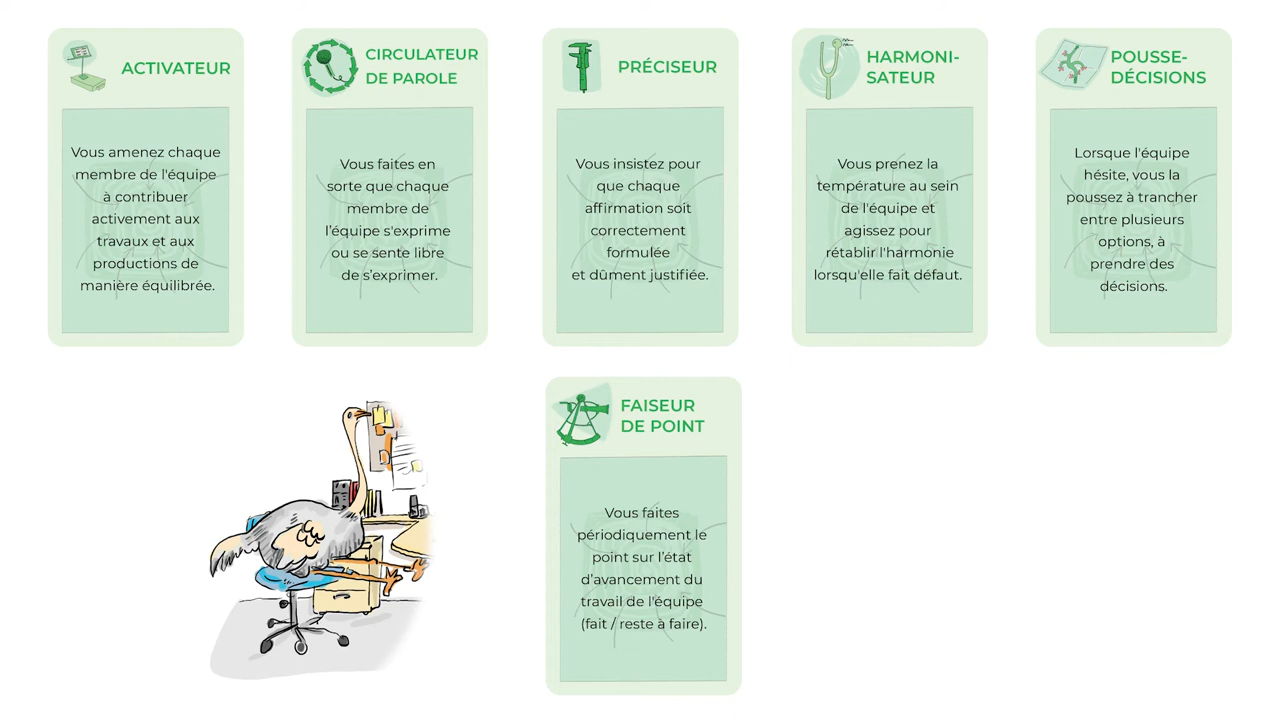 ACTIVATEUR
Vous amenez chaque
membre de l'équipe
à contribuer
activement aux
travaux et aux
productions de
manière équilibrée.
CIRCULATEUR
DE PAROLE
Vous faites en
sorte que chaque
membre de
l'équipe s'exprime
ou se sente libre
de s'exprimer.
PRÉCISEUR
Vous insistez pour
que chaque
affirmation soit
correctement
formulée
et dûment justifiée.
HARMONI-
SATEUR
Vous prenez la
température au sein
de l'équipe et
agissez pour
rétablir l'harmonie
lorsqu'elle fait défaut.
POUSSE-
DÉCISIONS
Lorsque l'équipe
hésite, vous la
poussez à trancher
entre plusieurs
options, à
prendre des
décisions.
FAISEUR
DE POINT
Vous faites
périodiquement le
point sur l'état
d'avancement du
travail de l'équipe
(fait / reste à faire).